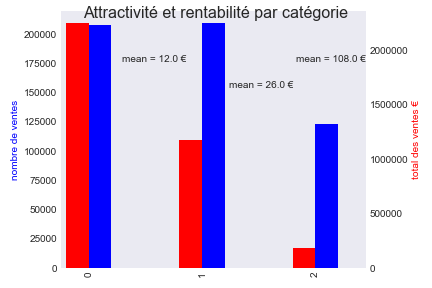 Attractivité et rentabilité par catégorie
200000
175000
150000
125000
100000
75000
50000
25000
0
nombre de ventes
mean = 12.0 €
mean = 26.0 €
mean = 108.0 €
2000000
1500000
1000000
500000
0
total des ventes €
0
1
2